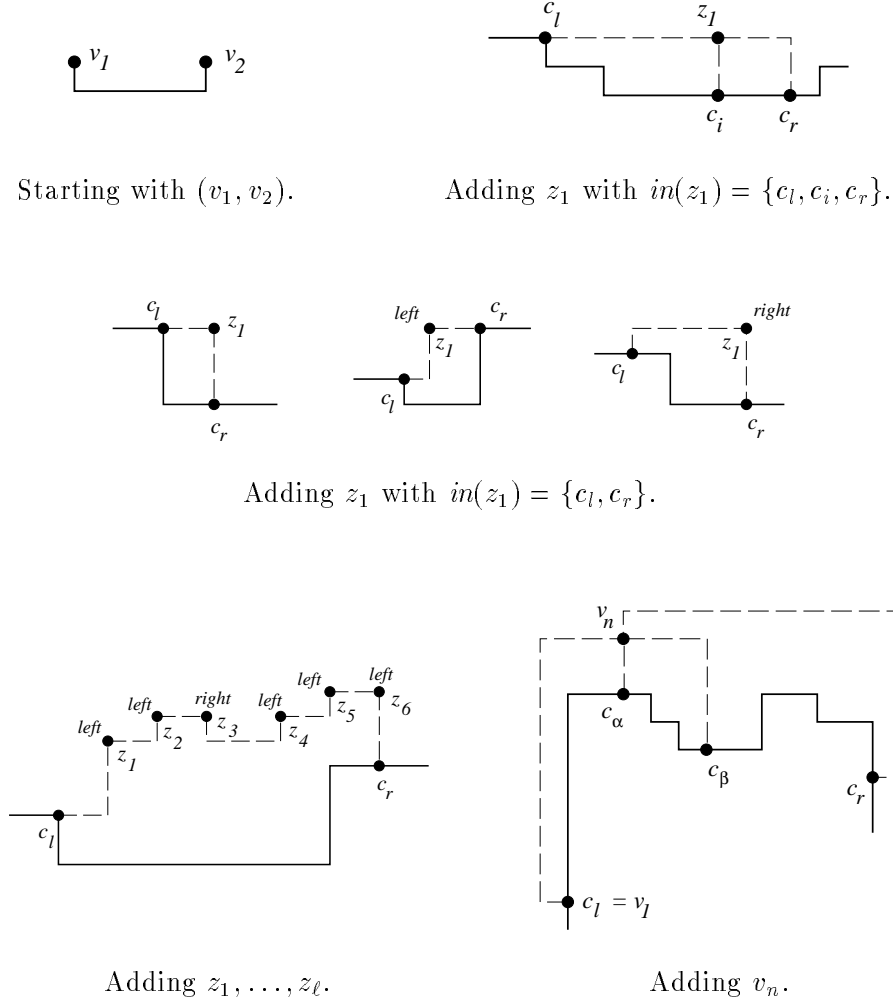 v1 v2
cl z1
ci cr
Starting with (v1, v2).
Adding z1 with in(z1) = {cl, ci, cr}.
cl z1
cr
left cr
z1
cl
right
z1
cl
cr
Adding z1 with in(z1) = {cl, cr}.
left left right left left left
z1 z2 z3 z4 z5 z6
cl
cr
vn
cα
cβ
cr
cl = v1
Adding z1, ..., zℓ.
Adding vn.